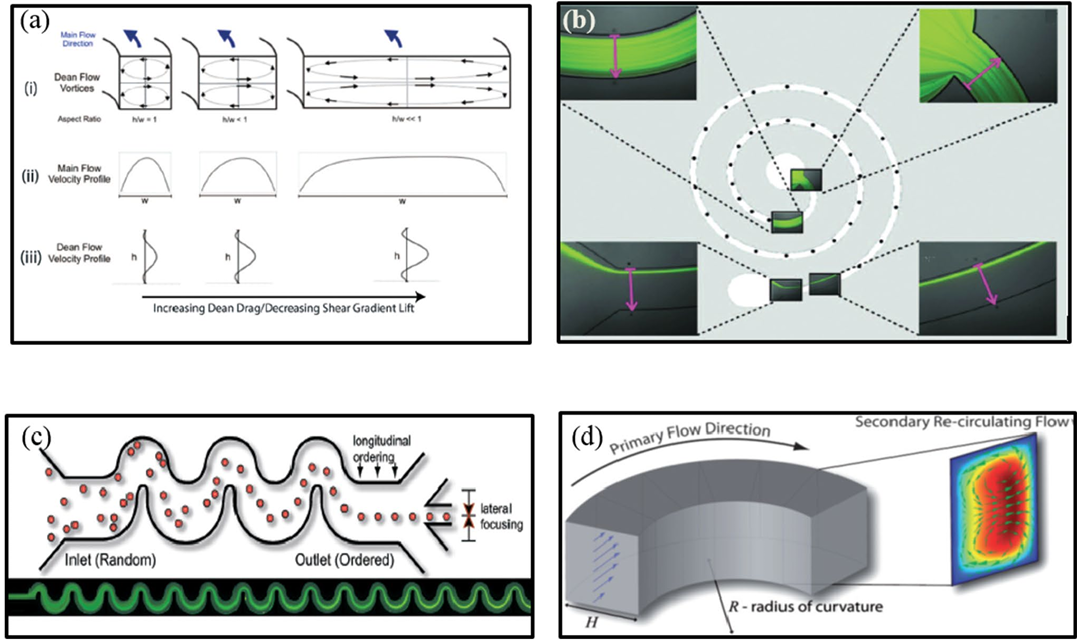 (a)
Main Flow
Direction
(i)
Dean Flow
Vortices
Aspect Ratio
h/w = 1
h/w < 1
h/w << 1
(ii)
Main Flow
Velocity Profile
w
w
w
(iii)
Dean Flow
Velocity Profile
h
h
h
Increasing Dean Drag/Decreasing Shear Gradient Lift
(b)
(c)
longitudinal
ordering
lateral
focusing
Inlet (Random)
Outlet (Ordered)
(d)
Primary Flow Direction
Secondary Re-circulating Flow
R - radius of curvature
H